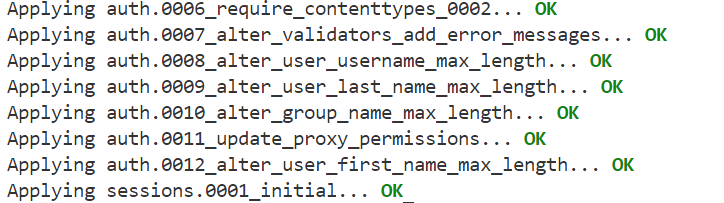 Applying auth.0006_require_contenttypes_0002... OK
Applying auth.0007_alter_validators_add_error_messages... OK
Applying auth.0008_alter_user_username_max_length... OK
Applying auth.0009_alter_user_last_name_max_length... OK
Applying auth.0010_alter_group_name_max_length... OK
Applying auth.0011_update_proxy_permissions... OK
Applying auth.0012_alter_user_first_name_max_length... OK
Applying sessions.0001_initial... OK